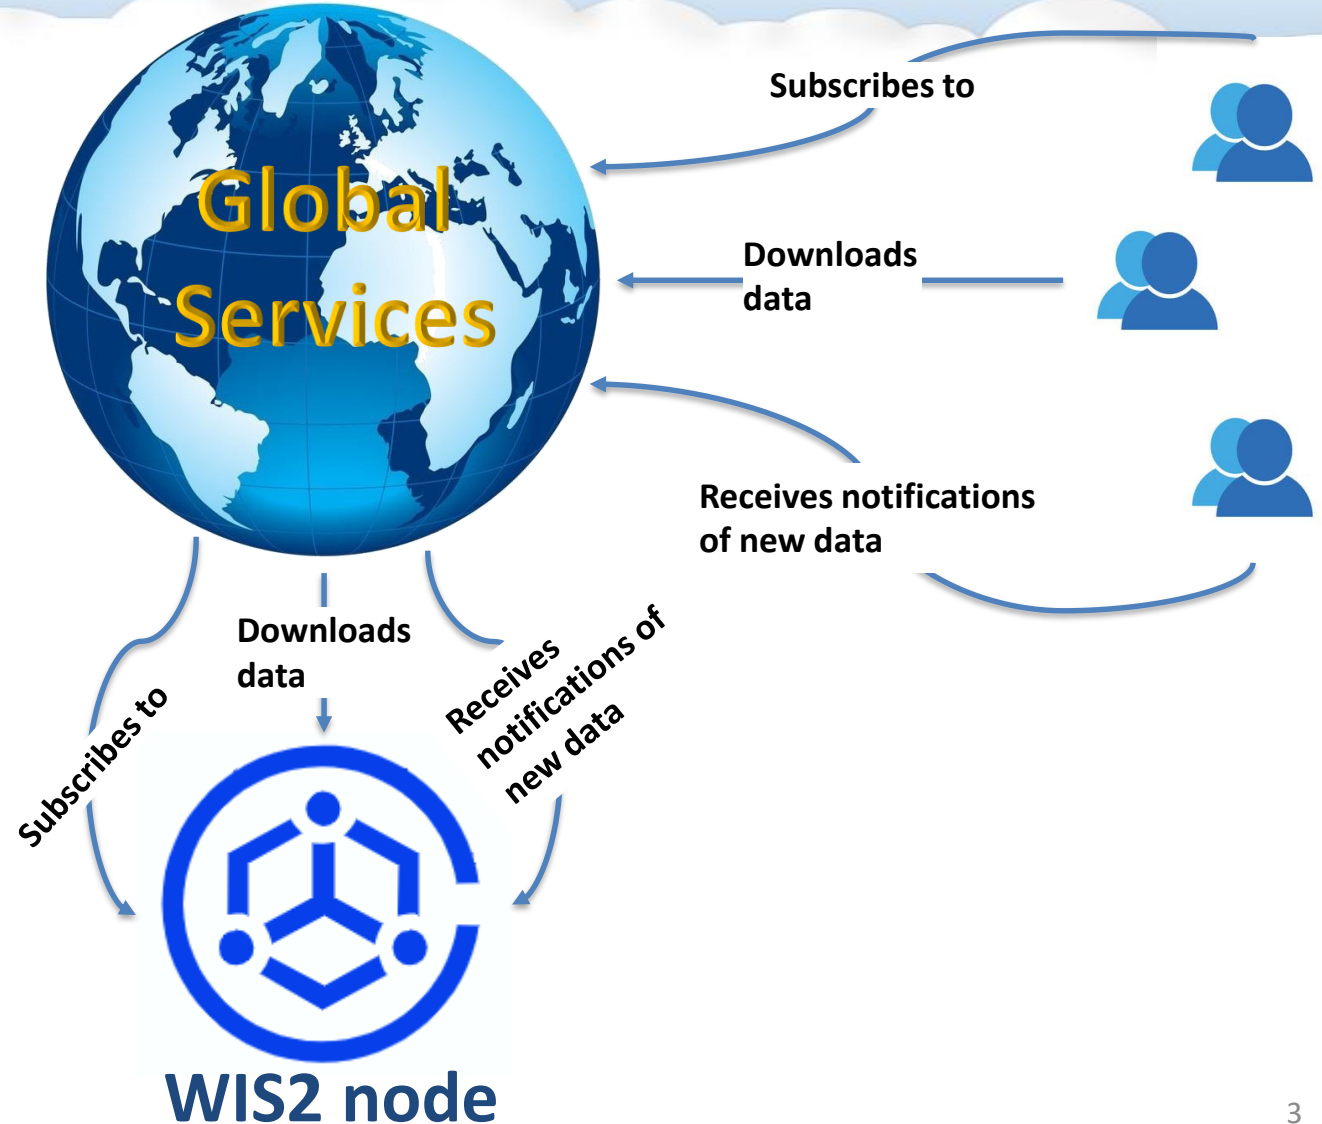 Global
Services
Subscribes to
Downloads
data
Receives notifications
of new data
Subscribes to
Downloads
data
Receives
notifications of
new data
WIS2 node
3